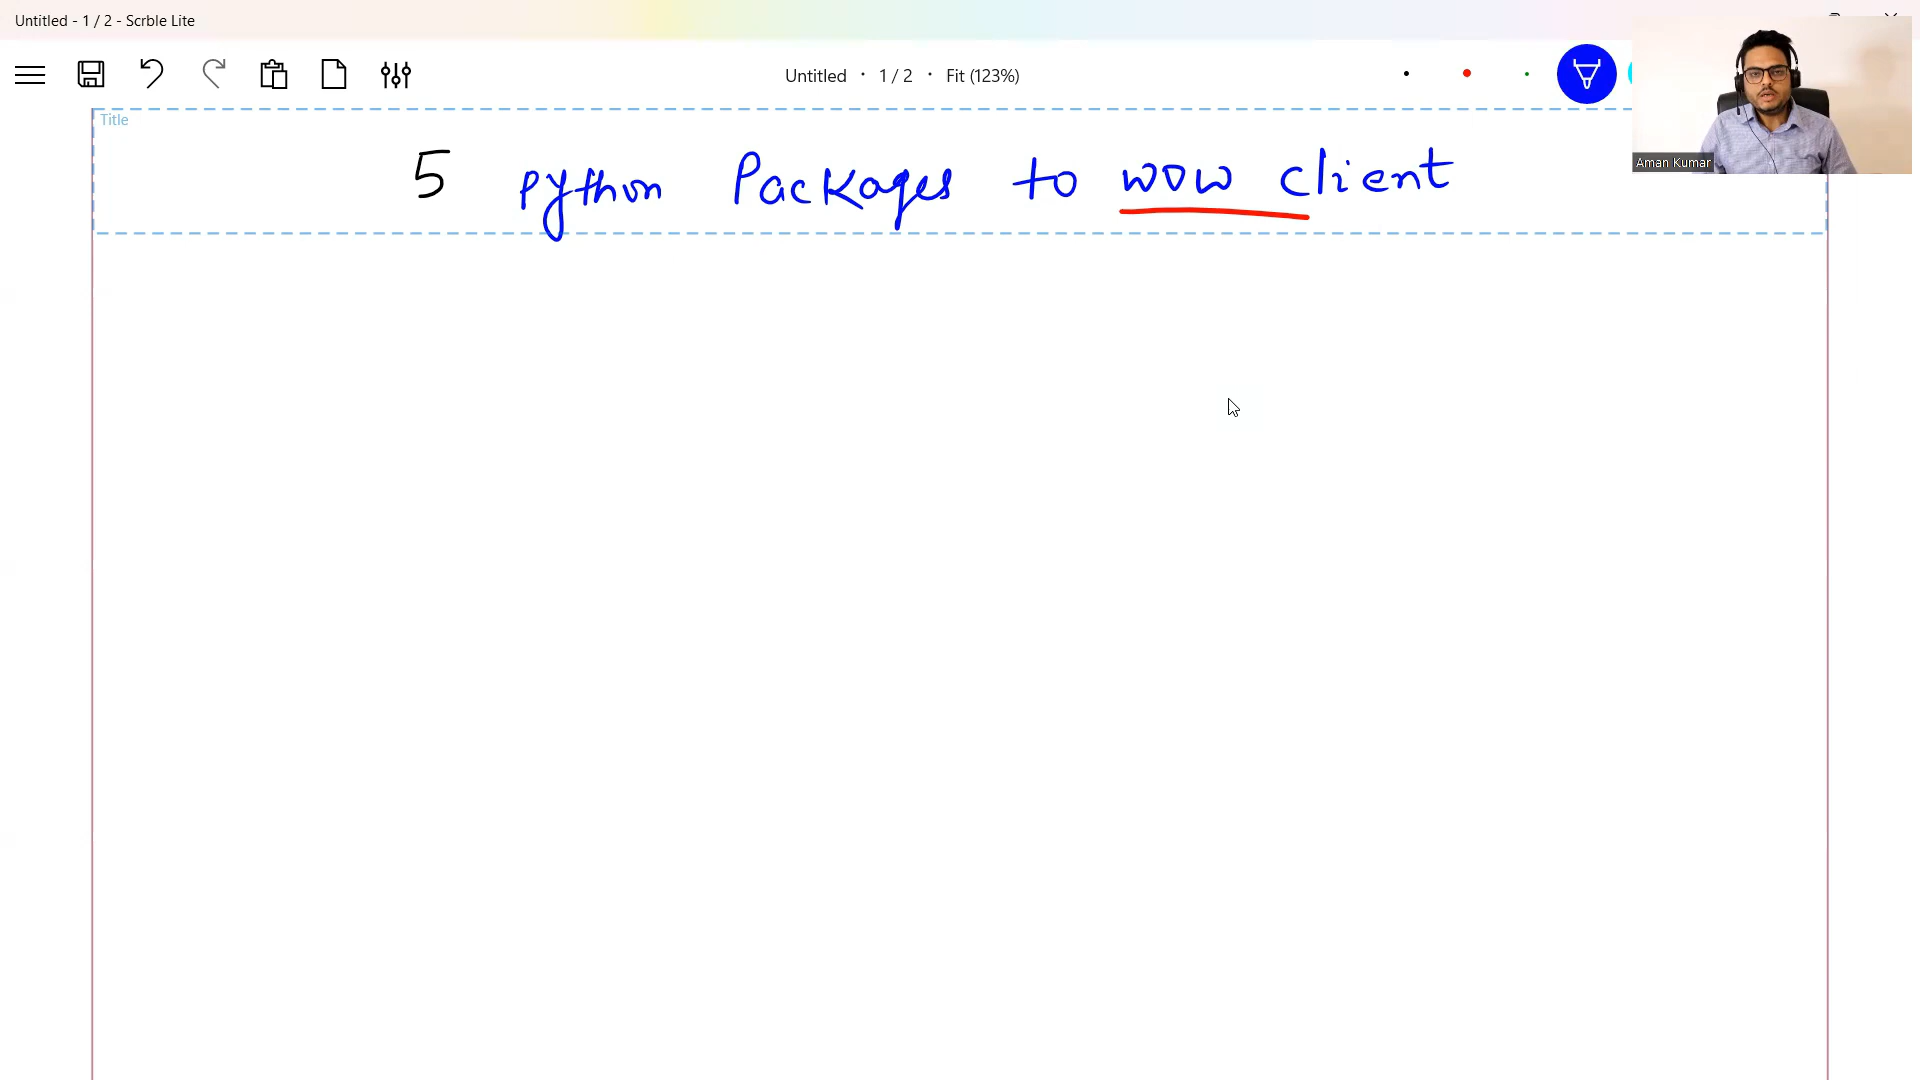 Untitled - 1 / 2 - Scrble Lite
Untitled · 1 / 2 · Fit (123%)
Title
5 python Packages to wow client
Aman Kumar